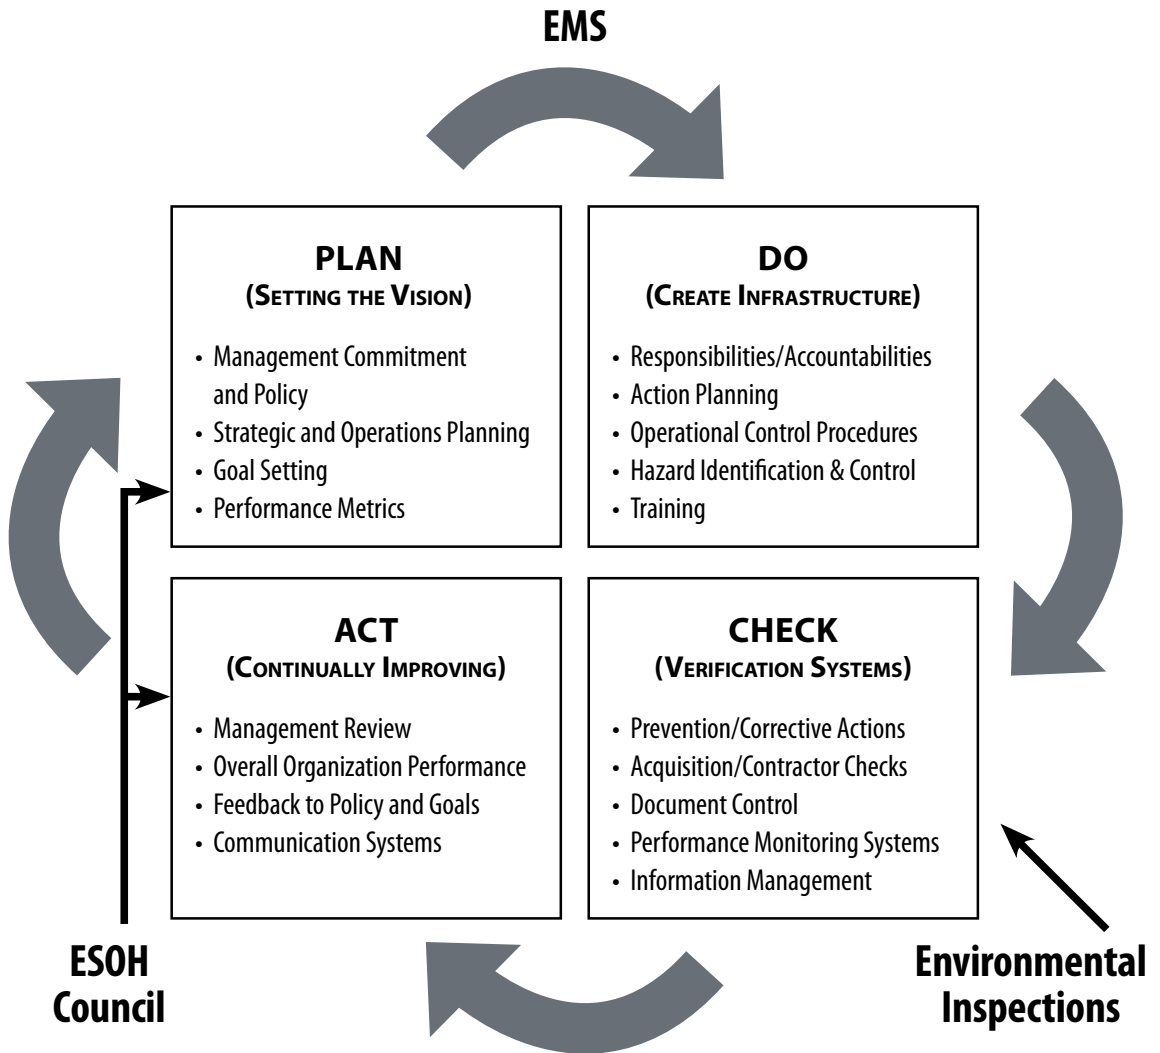 EMS
PLAN
(Setting the Vision)
• Management Commitment
and Policy
• Strategic and Operations Planning
• Goal Setting
• Performance Metrics
DO
(Create Infrastructure)
• Responsibilities/Accountabilities
• Action Planning
• Operational Control Procedures
• Hazard Identification & Control
• Training
ACT
(Continually Improving)
• Management Review
• Overall Organization Performance
• Feedback to Policy and Goals
• Communication Systems
CHECK
(Verification Systems)
• Prevention/Corrective Actions
• Acquisition/Contractor Checks
• Document Control
• Performance Monitoring Systems
• Information Management
ESOH
Council
Environmental
Inspections